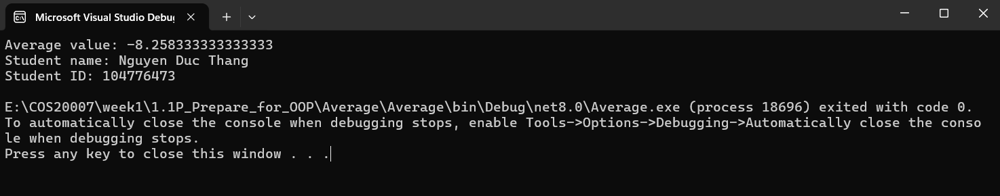 Microsoft Visual Studio Debug
Average value: -8.258333333333333
Student name: Nguyen Duc Thang
Student ID: 104776473
E:\COS20007\week1\1.1P_Prepare_for_OOP\Average\Average\bin\Debug\net8.0\Average.exe (process 18696) exited with code 0.
To automatically close the console when debugging stops, enable Tools->Options->Debugging->Automatically close the conso
le when debugging stops.
Press any key to close this window . . .